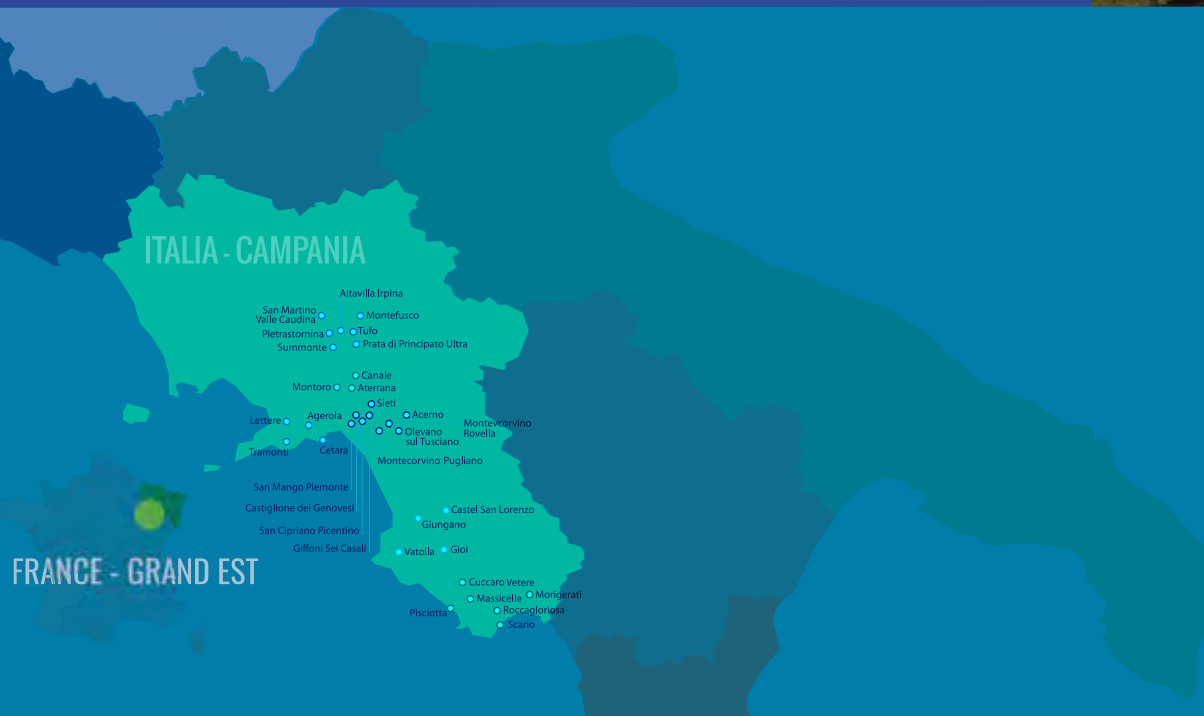 ITALIA - CAMPANIA
Altavilla Irpina
San Martino
Valle Caudina
Montefusco
Pietrastornina
Tufo
Summonte
Prata di Principato Ultra
Canale
Montoro
Aterrana
Sieti
Lettere
Agerola
Acerno
Montevcorvino
Rovella
Olevano
sul Tusciano
Tramonti
Cetara
Montecorvino Pugliano
San Mango Piemonte
Castiglione dei Genovesi
San Cipriano Picentino
Giffoni Sei Casali
Castel San Lorenzo
Giungano
Vatolla
Gioi
FRANCE - GRAND EST
Cuccaro Vetere
Massicelle
Morigerati
Pisciotta
Roccagloriosa
Scario